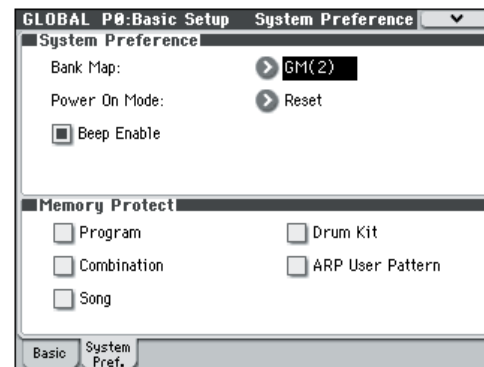 GLOBAL P0:Basic Setup System Preference
System Preference
Bank Map: GM(2)
Power On Mode: Reset
Beep Enable
Memory Protect
Program Drum Kit
Combination ARP User Pattern
Song
Basic System Pref.